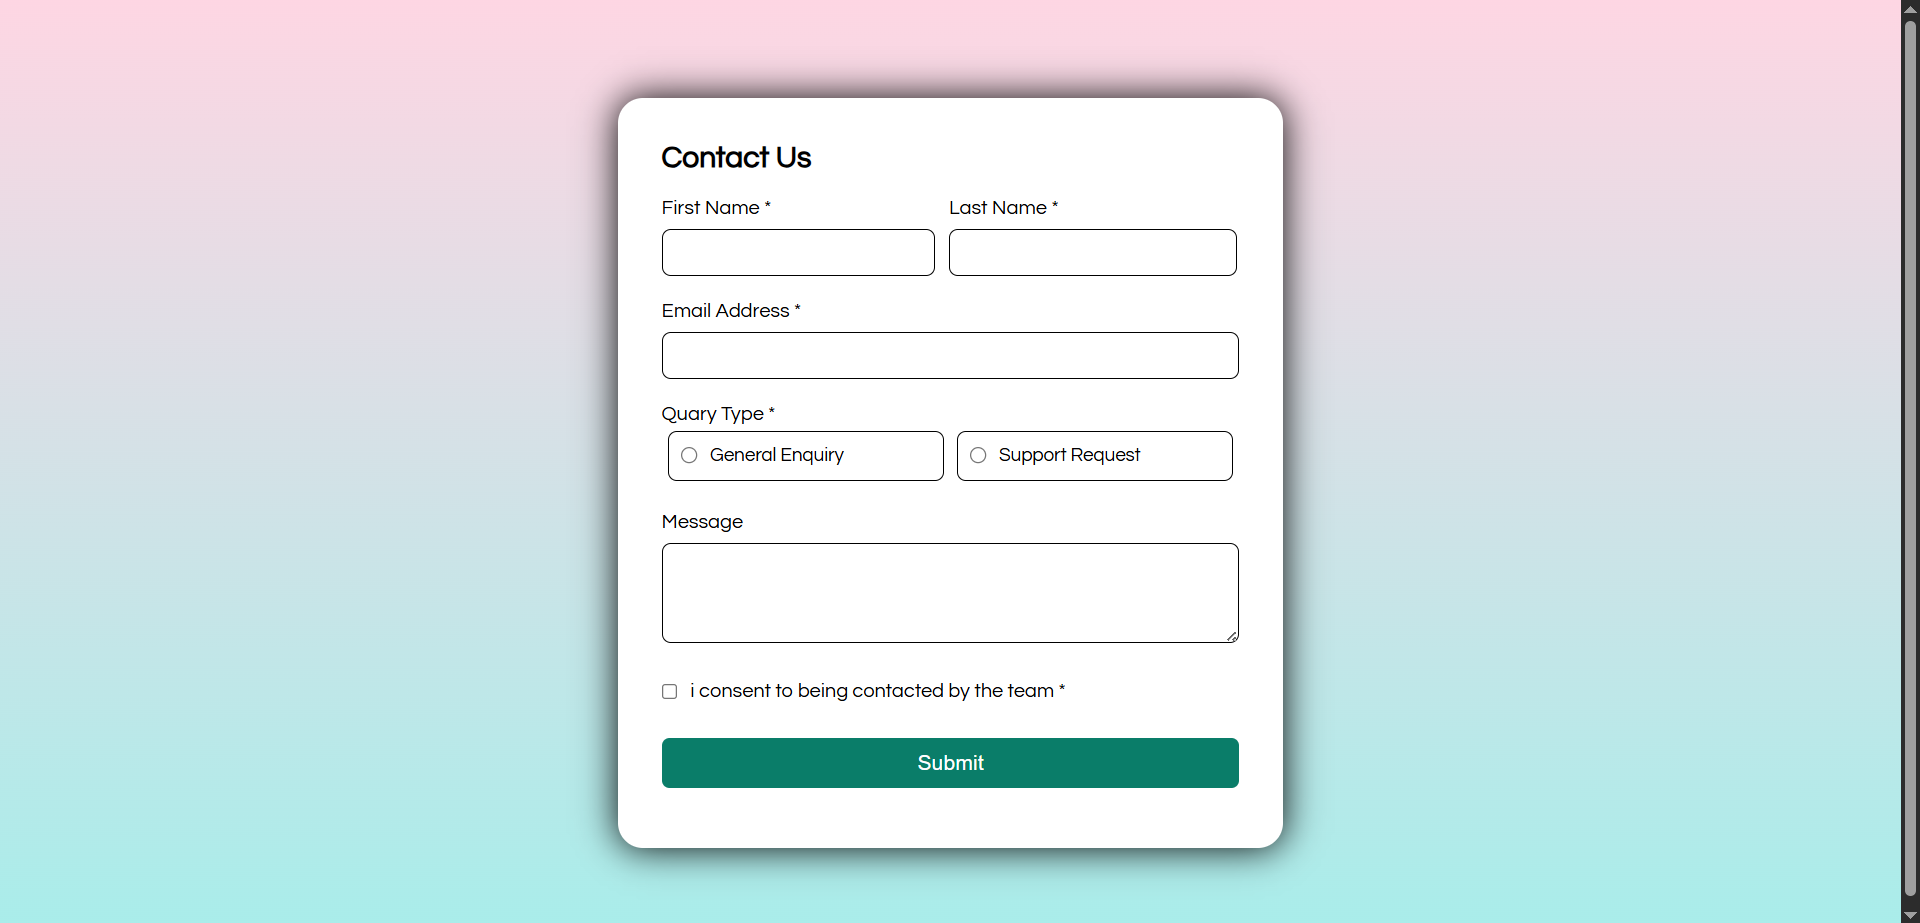 Contact Us
First Name * Last Name *
Email Address *
Quary Type *
General Enquiry Support Request
Message
i consent to being contacted by the team *
Submit